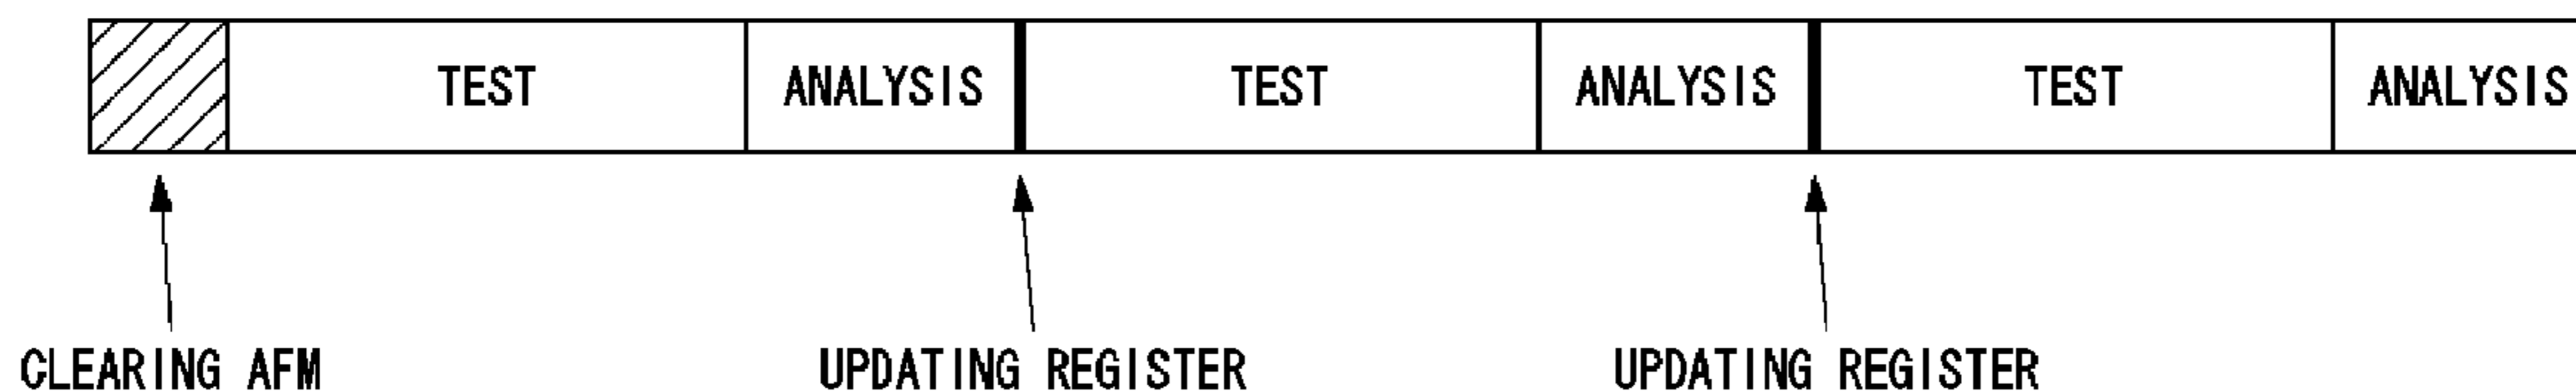 TEST ANALYSIS TEST ANALYSIS TEST ANALYSIS
CLEARING AFM UPDATING REGISTER UPDATING REGISTER